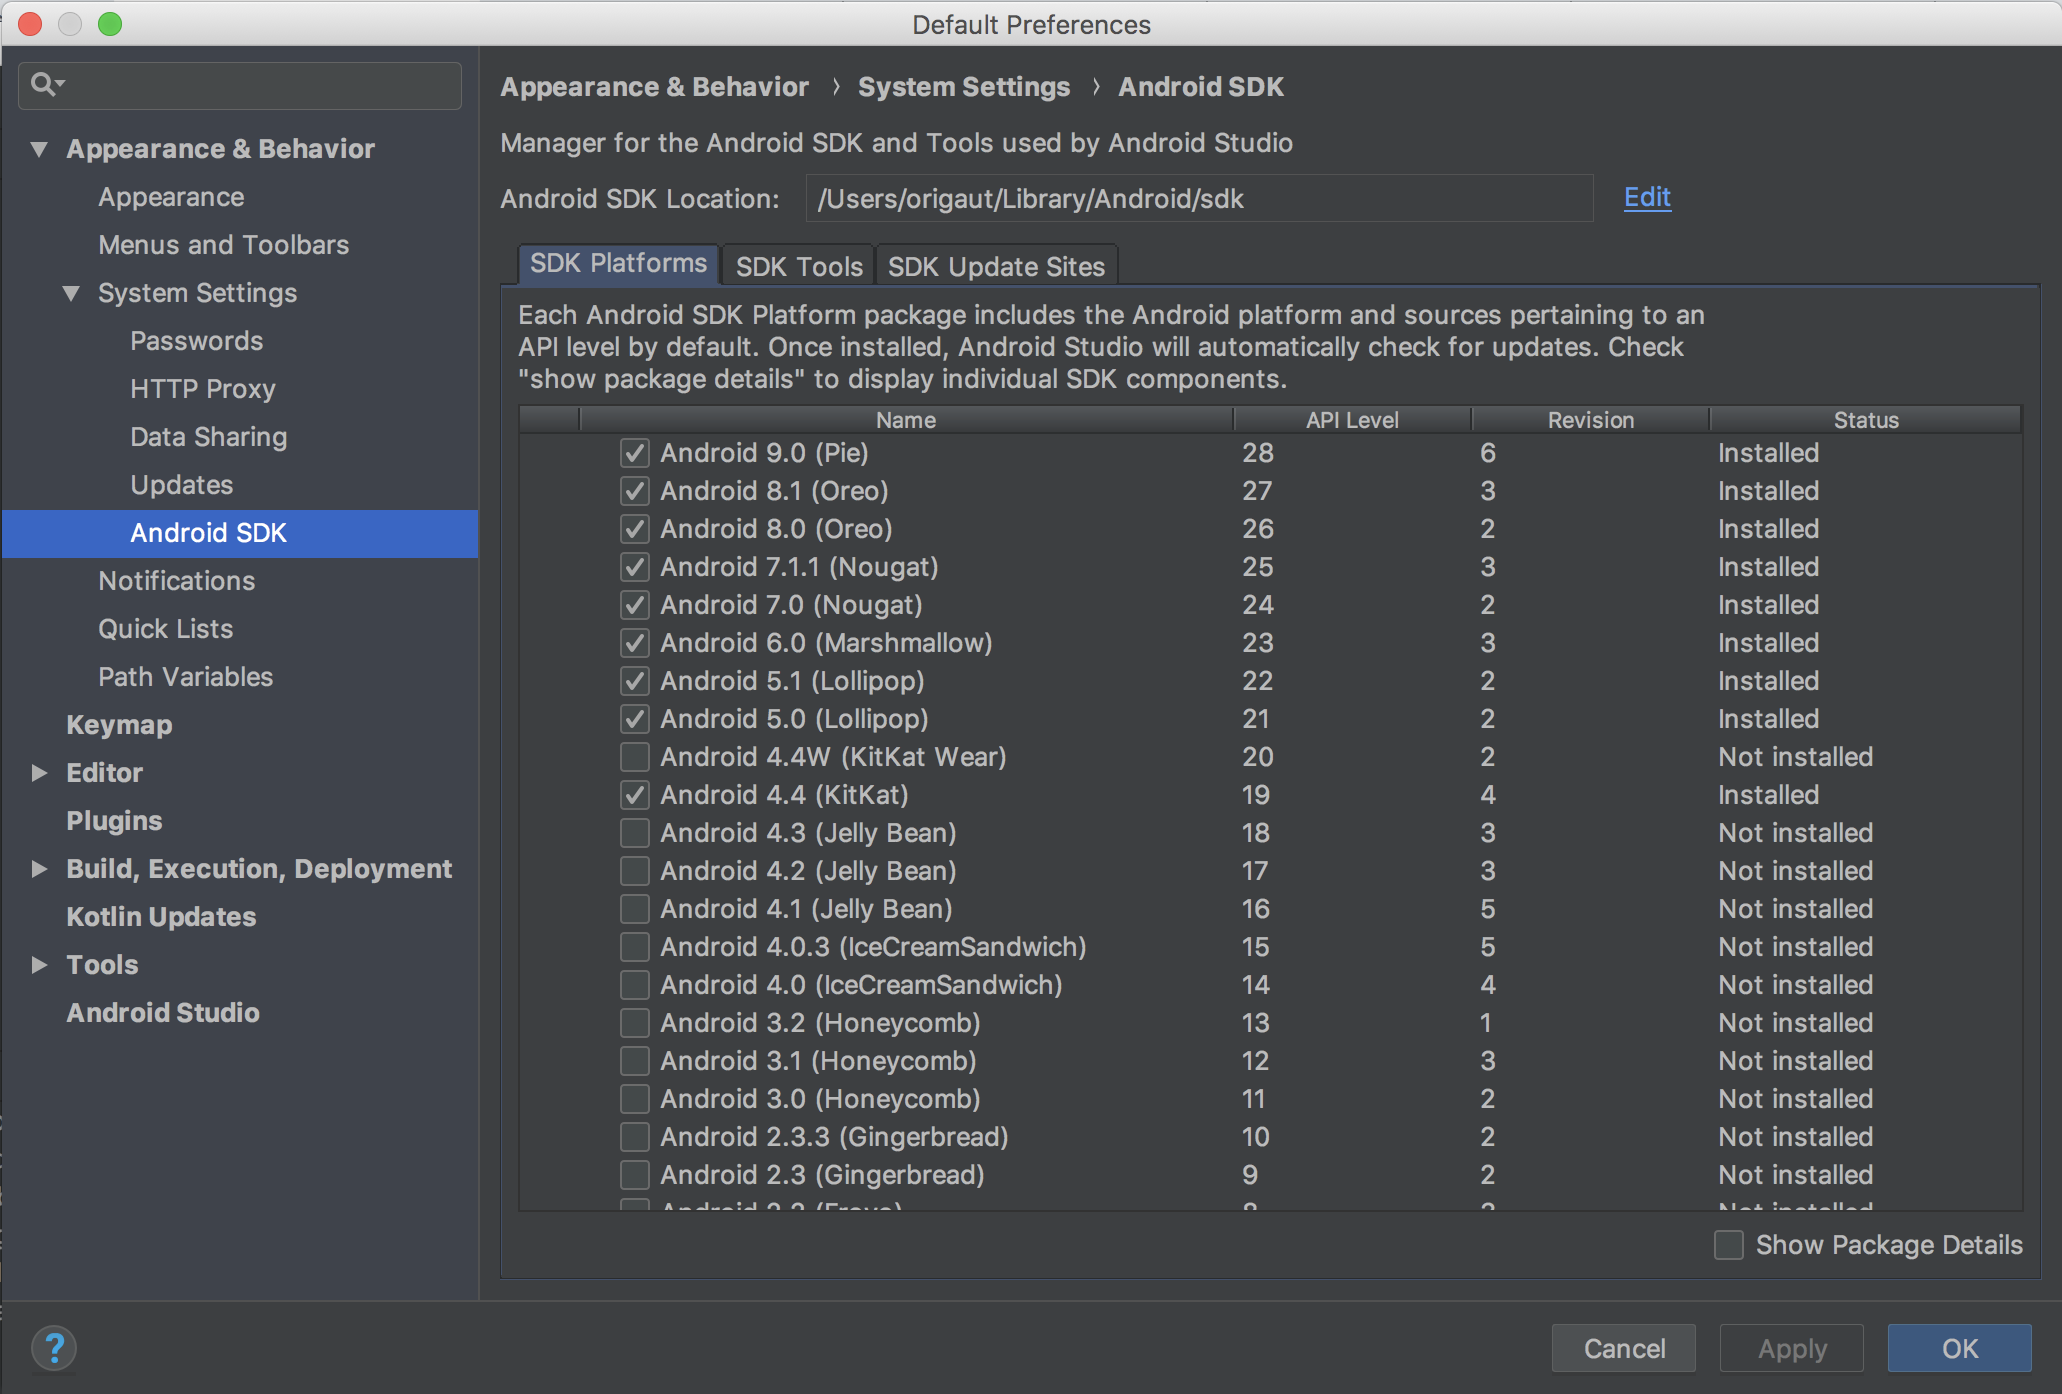 Default Preferences
Appearance & Behavior
Appearance
Menus and Toolbars
System Settings
Passwords
HTTP Proxy
Data Sharing
Updates
Android SDK
Notifications
Quick Lists
Path Variables
Keymap
Editor
Plugins
Build, Execution, Deployment
Kotlin Updates
Tools
Android Studio
Appearance & Behavior › System Settings › Android SDK
Manager for the Android SDK and Tools used by Android Studio
Android SDK Location: /Users/origaut/Library/Android/sdk Edit
SDK Platforms SDK Tools SDK Update Sites
Each Android SDK Platform package includes the Android platform and sources pertaining to an
API level by default. Once installed, Android Studio will automatically check for updates. Check
"show package details" to display individual SDK components.
Name API Level Revision Status
Android 9.0 (Pie) 28 6 Installed
Android 8.1 (Oreo) 27 3 Installed
Android 8.0 (Oreo) 26 2 Installed
Android 7.1.1 (Nougat) 25 3 Installed
Android 7.0 (Nougat) 24 2 Installed
Android 6.0 (Marshmallow) 23 3 Installed
Android 5.1 (Lollipop) 22 2 Installed
Android 5.0 (Lollipop) 21 2 Installed
Android 4.4W (KitKat Wear) 20 2 Not installed
Android 4.4 (KitKat) 19 4 Installed
Android 4.3 (Jelly Bean) 18 3 Not installed
Android 4.2 (Jelly Bean) 17 3 Not installed
Android 4.1 (Jelly Bean) 16 5 Not installed
Android 4.0.3 (IceCreamSandwich) 15 5 Not installed
Android 4.0 (IceCreamSandwich) 14 4 Not installed
Android 3.2 (Honeycomb) 13 1 Not installed
Android 3.1 (Honeycomb) 12 3 Not installed
Android 3.0 (Honeycomb) 11 2 Not installed
Android 2.3.3 (Gingerbread) 10 2 Not installed
Android 2.3 (Gingerbread) 9 2 Not installed
Show Package Details
? Cancel Apply OK